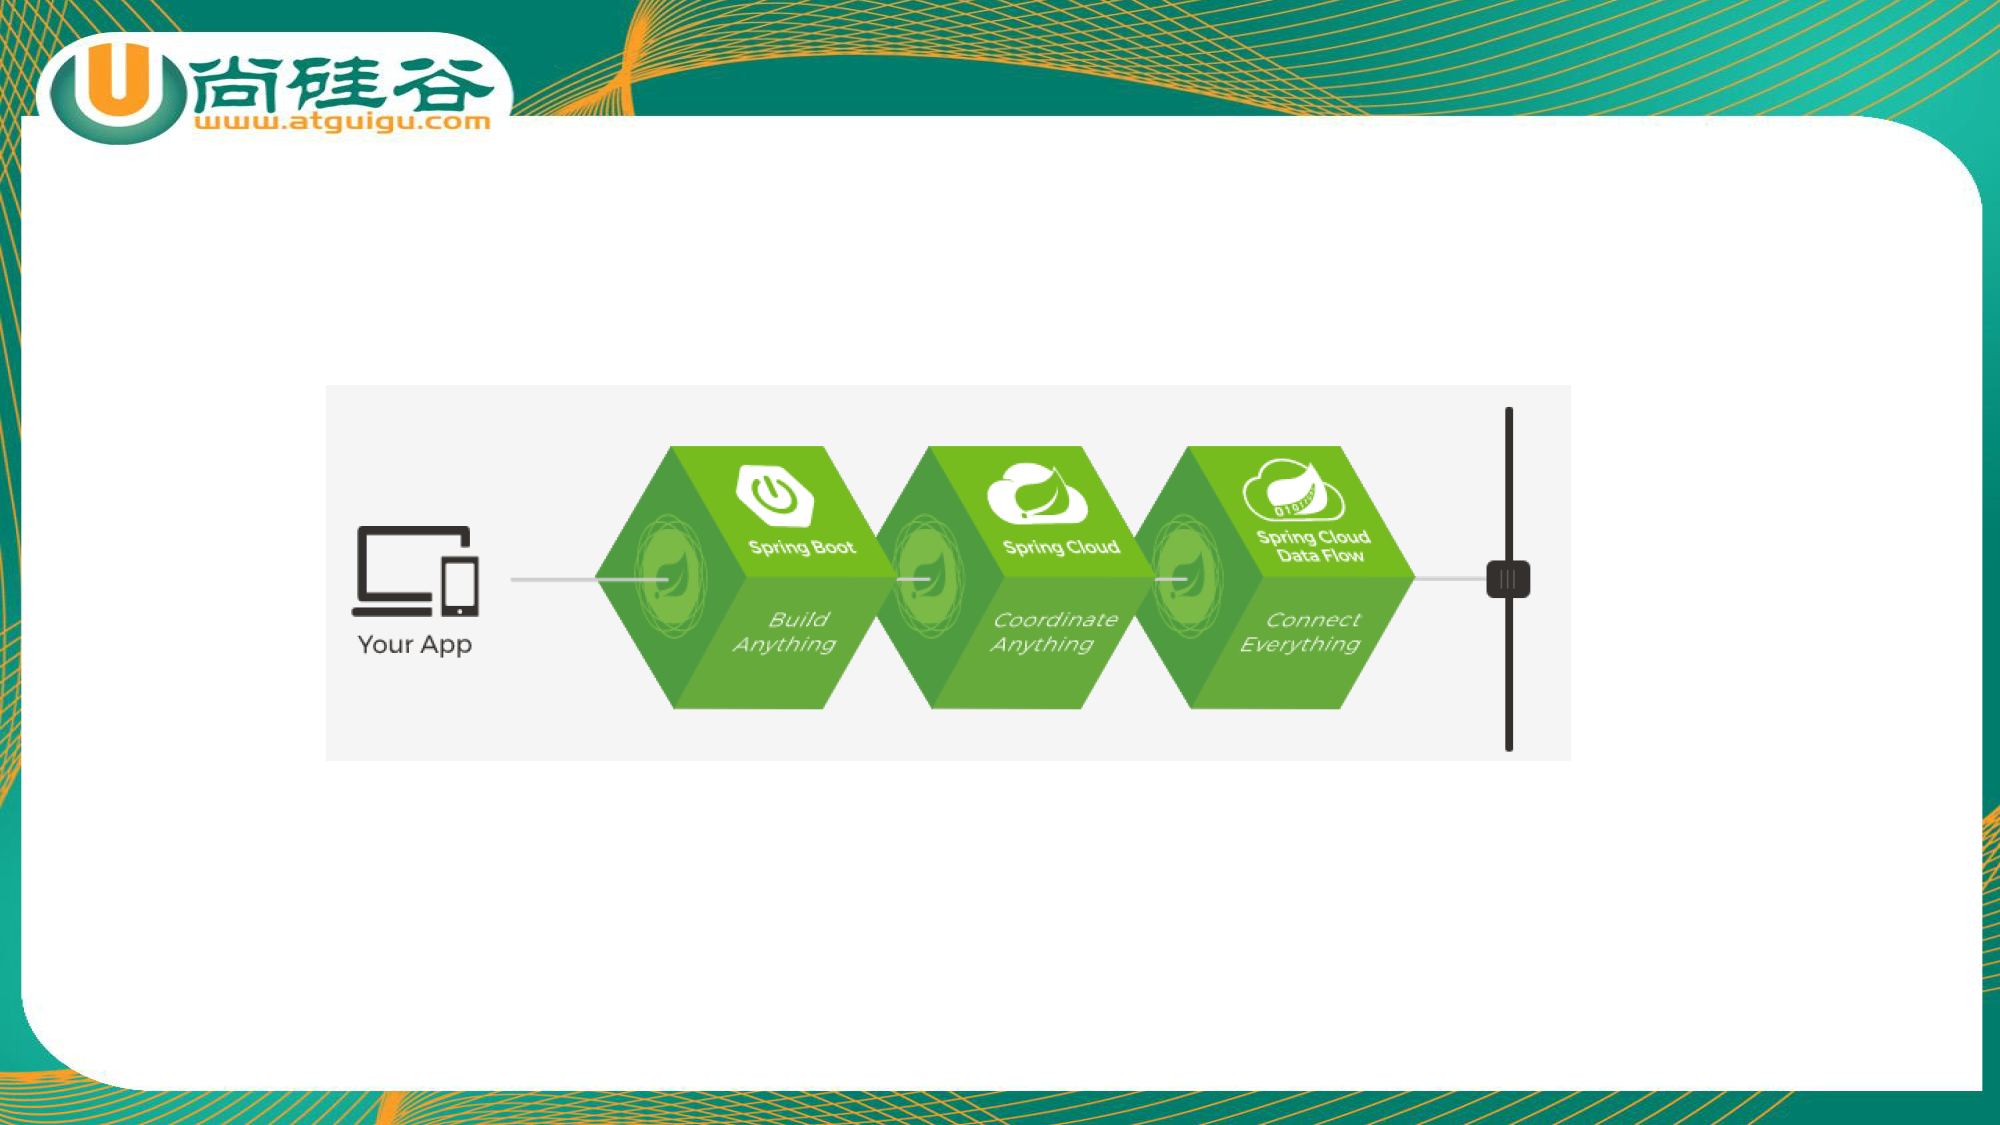 尚硅谷
www.atguigu.com
Your App
Spring Boot
Build
Anything
Spring Cloud
Coordinate
Anything
Spring Cloud
Data Flow
Connect
Everything